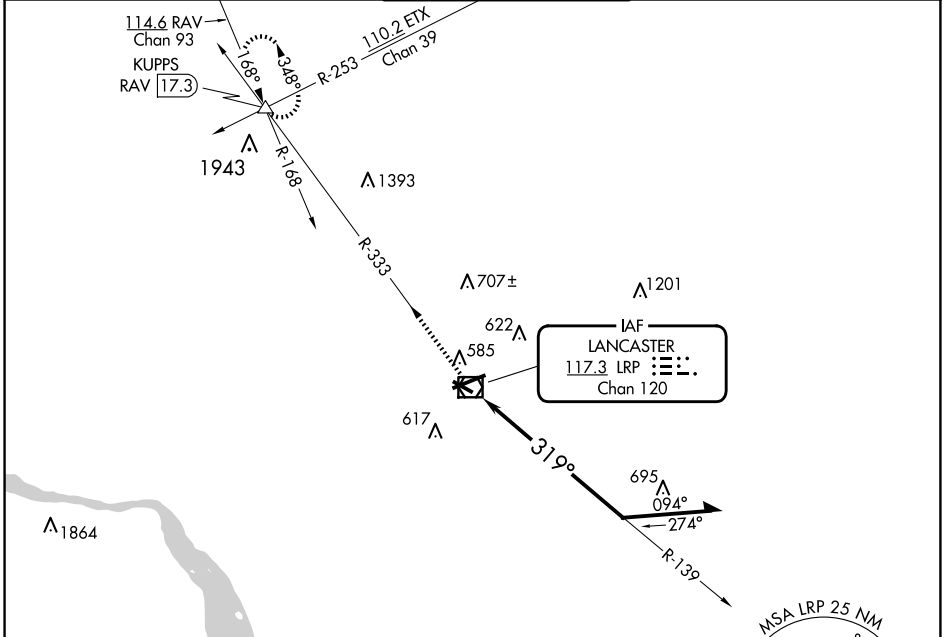 114.6 RAV
Chan 93
KUPPS
RAV 17.3
168°
348°
110.2 ETX
Chan 39
R-253
1943
R-168
1393
R-333
707±
1201
622
585
IAF
LANCASTER
117.3 LRP
Chan 120
617
319°
695
094°
274°
1864
R-139
MSA LRP 25 NM